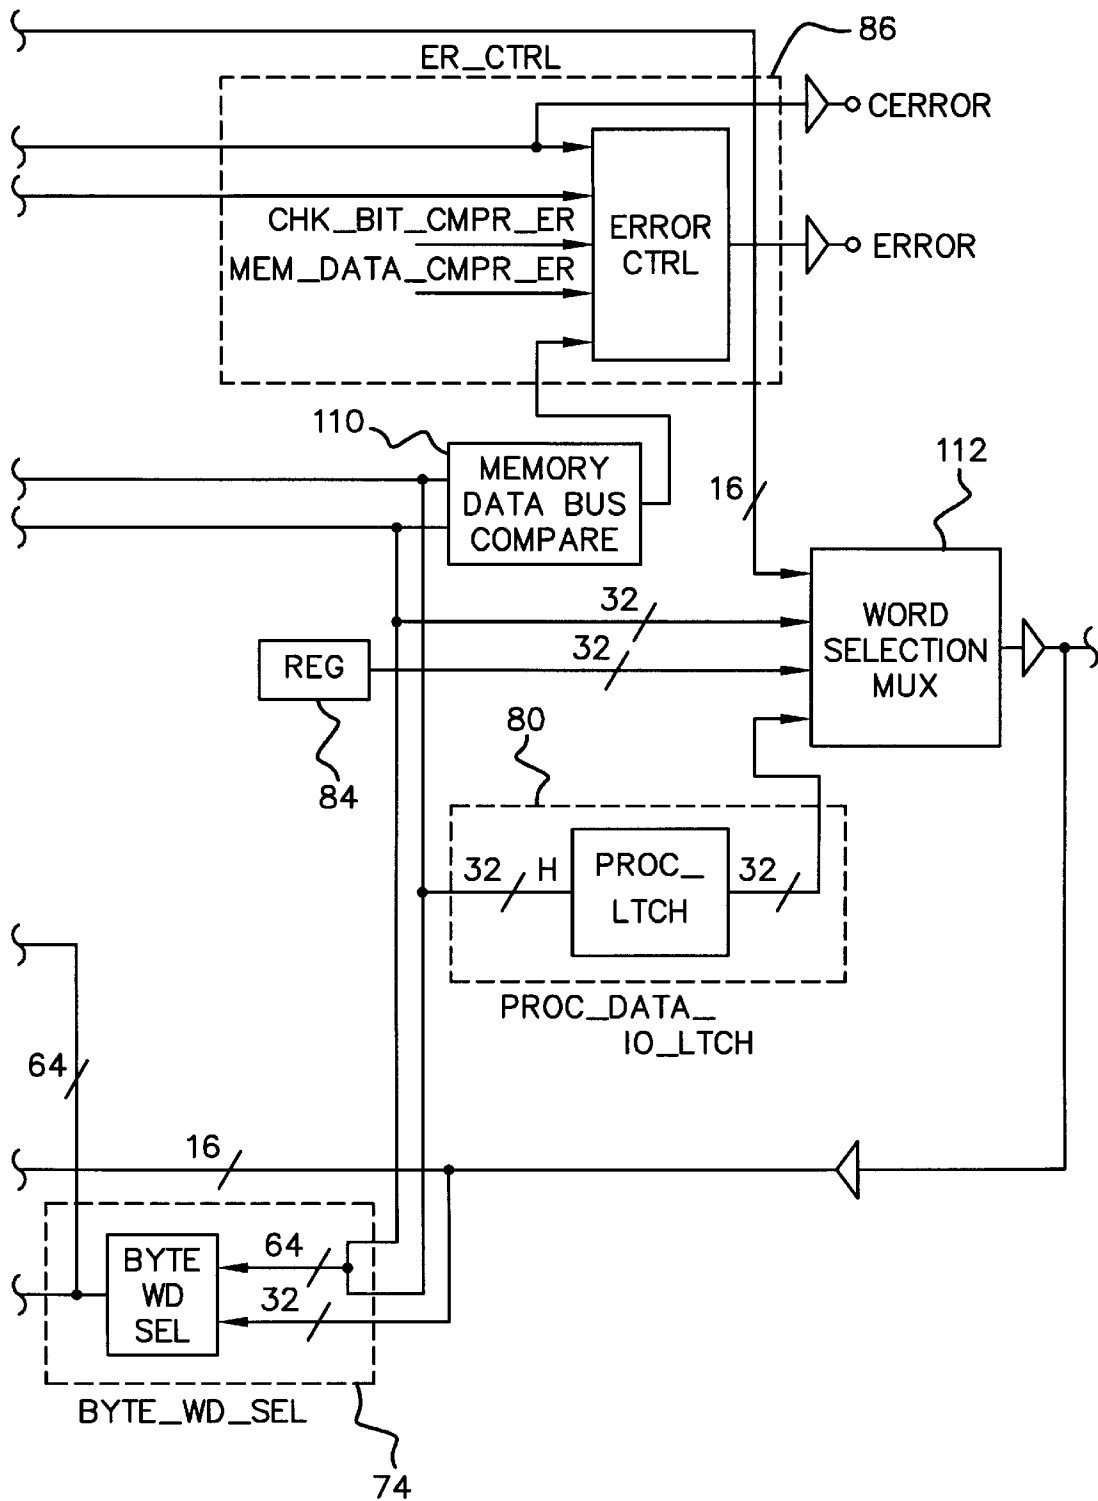 86
ER_CTRL
CERROR
CHK_BIT_CMPR_ER
MEM_DATA_CMPR_ER
ERROR
CTRL
ERROR
110
MEMORY
DATA BUS
COMPARE
16
112
32
32
WORD
SELECTION
MUX
REG
84
80
32
H
PROC_
LTCH
32
PROC_DATA_
IO_LTCH
64
16
BYTE
WD
SEL
64
32
BYTE_WD_SEL
74